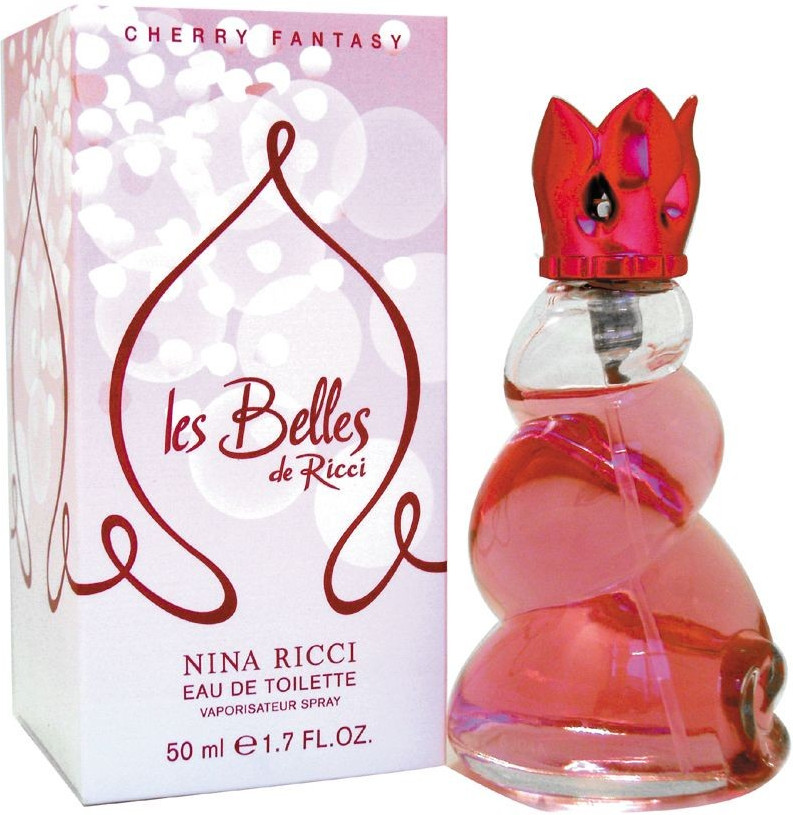 CHERRY FANTASY
les Belles
de Ricci
NINA RICCI
EAU DE TOILETTE
VAPORISATEUR SPRAY
50 ml ℮ 1.7 FL.OZ.